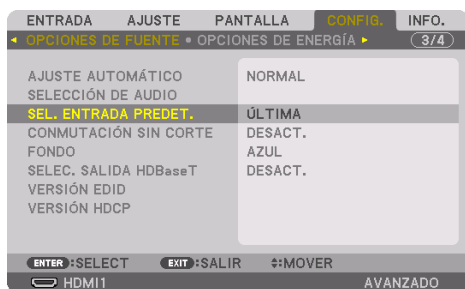 ENTRADA AJUSTE PANTALLA CONFIG. INFO.
◄ OPCIONES DE FUENTE • OPCIONES DE ENERGÍA ► 3/4
AJUSTE AUTOMÁTICO NORMAL
SELECCIÓN DE AUDIO
SEL. ENTRADA PREDET. ÚLTIMA
CONMUTACIÓN SIN CORTE DESACT.
FONDO AZUL
SELEC. SALIDA HDBaseT DESACT.
VERSIÓN EDID
VERSIÓN HDCP
ENTER :SELECT EXIT :SALIR :MOVER
HDMI1 AVANZADO